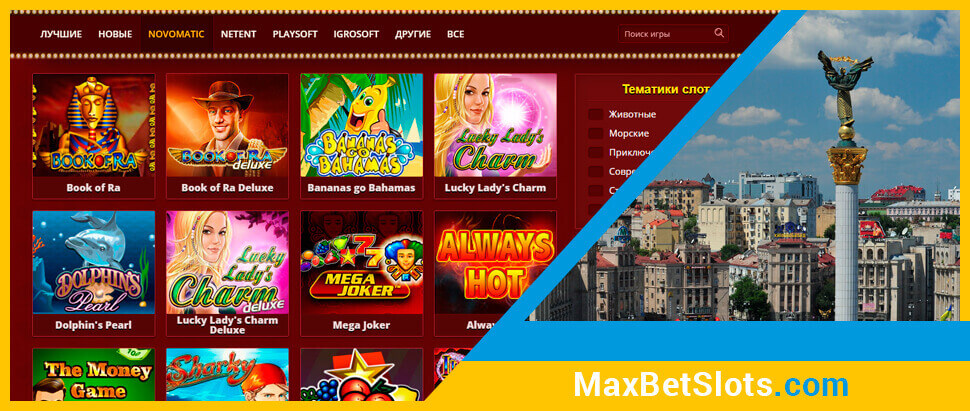 ЛУЧШИЕ НОВЫЕ NOVOMATIC NETENT PLAYSOFT IGROSOFT ДРУГИЕ ВСЕ
Поиск игры
BOOK OF RA
BOOK OF RA deluxe
BANANAS GO BAHAMAS
Lucky Lady's Charm
Book of Ra
Book of Ra Deluxe
Bananas go Bahamas
Lucky Lady's Charm
Тематики слот
Животные
Морские
Приключе
Совре
DOLPHIN'S Pearl
Lucky Lady's Charm deluxe
777 MEGA JOKER
ALWAYS HOT
Dolphin's Pearl
Lucky Lady's Charm
Deluxe
Mega Joker
Alway
The Money
Game
Sharky
MaxBetSlots.com